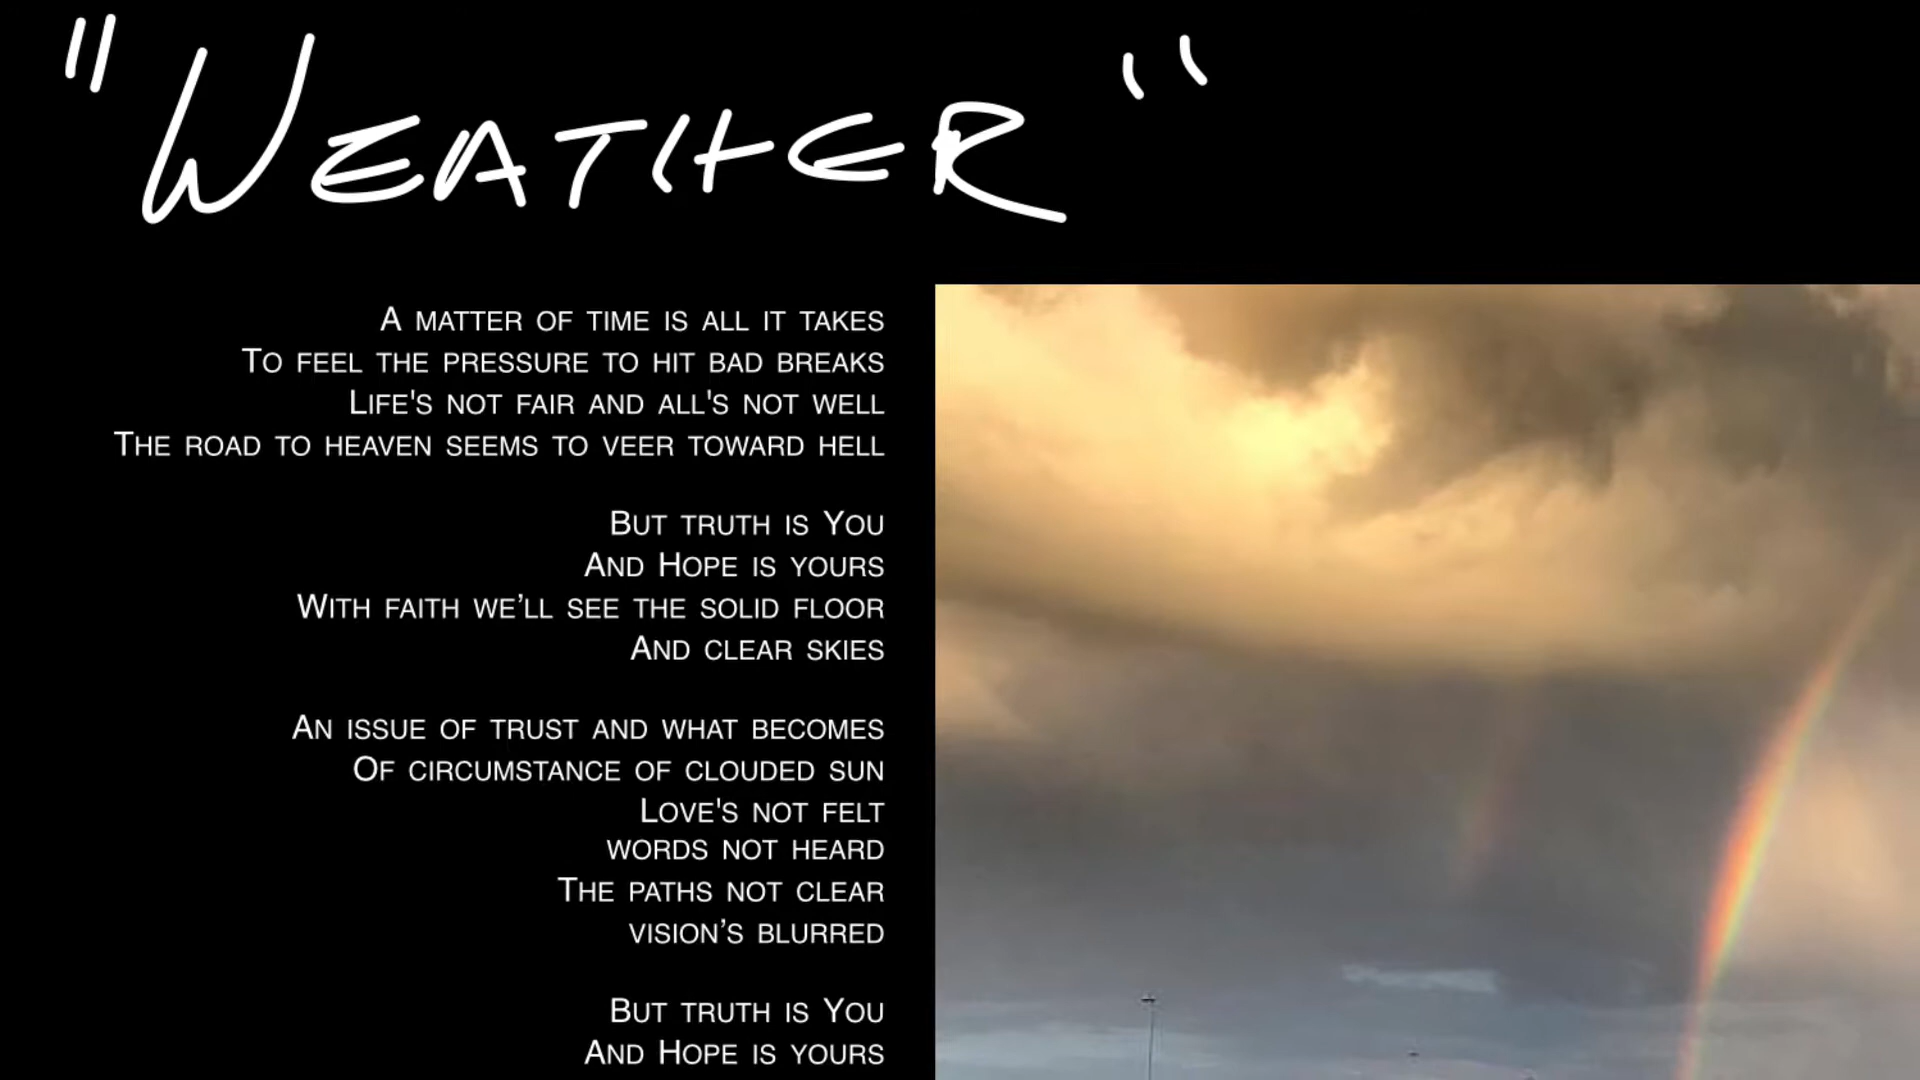 "WEATHER"
A MATTER OF TIME IS ALL IT TAKES
TO FEEL THE PRESSURE TO HIT BAD BREAKS
LIFE'S NOT FAIR AND ALL'S NOT WELL
THE ROAD TO HEAVEN SEEMS TO VEER TOWARD HELL
BUT TRUTH IS YOU
AND HOPE IS YOURS
WITH FAITH WE’LL SEE THE SOLID FLOOR
AND CLEAR SKIES
AN ISSUE OF TRUST AND WHAT BECOMES
OF CIRCUMSTANCE OF CLOUDED SUN
LOVE'S NOT FELT
WORDS NOT HEARD
THE PATHS NOT CLEAR
VISION’S BLURRED
BUT TRUTH IS YOU
AND HOPE IS YOURS